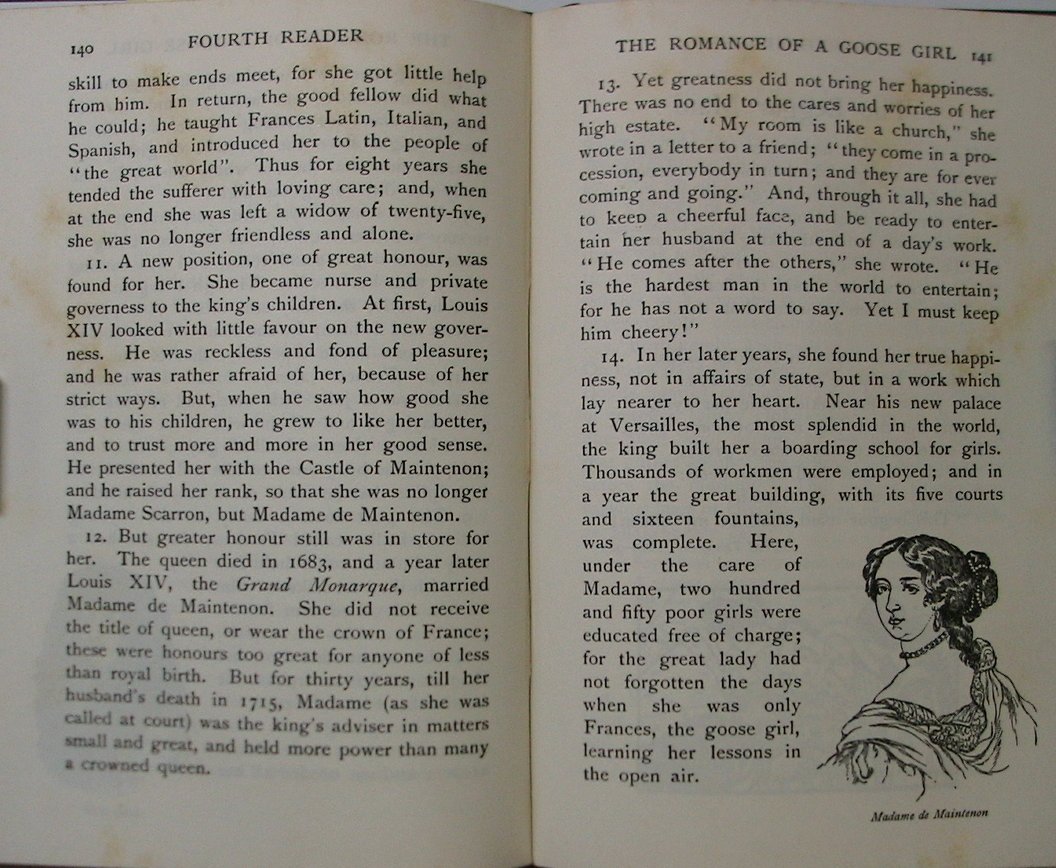 140
FOURTH READER
skill to make ends meet, for she got little help
from him. In return, the good fellow did what
he could; he taught Frances Latin, Italian, and
Spanish, and introduced her to the people of
"the great world". Thus for eight years she
tended the sufferer with loving care; and, when
at the end she was left a widow of twenty-five,
she was no longer friendless and alone.
11. A new position, one of great honour, was
found for her. She became nurse and private
governess to the king's children. At first, Louis
XIV looked with little favour on the new gover-
ness. He was reckless and fond of pleasure;
and he was rather afraid of her, because of her
strict ways. But, when he saw how good she
was to his children, he grew to like her better,
and to trust more and more in her good sense.
He presented her with the Castle of Maintenon;
and he raised her rank, so that she was no longer
Madame Scarron, but Madame de Maintenon.
12. But greater honour still was in store for
her. The queen died in 1683, and a year later
Louis XIV, the Grand Monarque, married
Madame de Maintenon. She did not receive
the title of queen, or wear the crown of France;
these were honours too great for anyone of less
than royal birth. But for thirty years, till her
husband's death in 1715, Madame (as she was
called at court) was the king's adviser in matters
small and great, and held more power than many
a crowned queen.
THE ROMANCE OF A GOOSE GIRL 141
13. Yet greatness did not bring her happiness.
There was no end to the cares and worries of her
high estate. "My room is like a church," she
wrote in a letter to a friend; "they come in a pro-
cession, everybody in turn; and they are for ever
coming and going." And, through it all, she had
to keep a cheerful face, and be ready to enter-
tain her husband at the end of a day's work.
"He comes after the others," she wrote. "He
is the hardest man in the world to entertain;
for he has not a word to say. Yet I must keep
him cheery!"
14. In her later years, she found her true happi-
ness, not in affairs of state, but in a work which
lay nearer to her heart. Near his new palace
at Versailles, the most splendid in the world,
the king built her a boarding school for girls.
Thousands of workmen were employed; and in
a year the great building, with its five courts
and sixteen fountains,
was complete. Here,
under the care of
Madame, two hundred
and fifty poor girls were
educated free of charge;
for the great lady had
not forgotten the days
when she was only
Frances, the goose girl,
learning her lessons in
the open air.
Madame de Maintenon